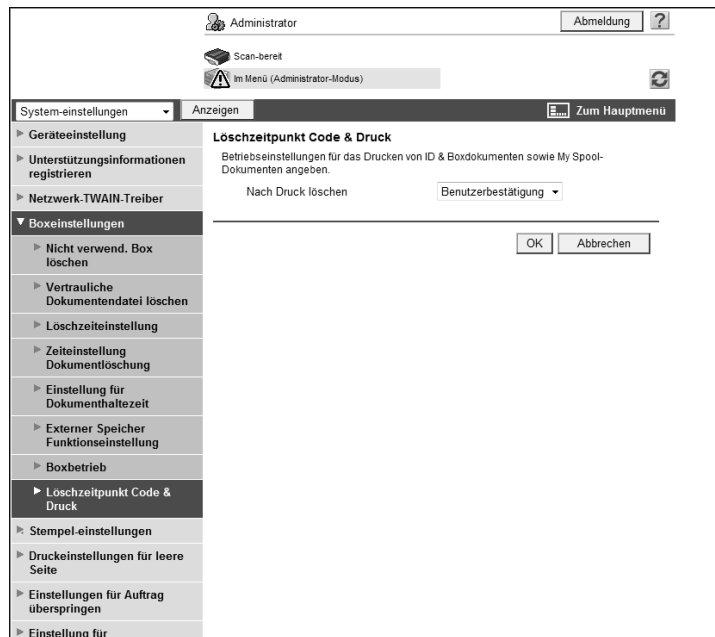 Administrator
Abmeldung
?
Scan-bereit
Im Menü (Administrator-Modus)
System-einstellungen
Anzeigen
Zum Hauptmenü
Geräteeinstellung
Unterstützungsinformationen
registrieren
Netzwerk-TWAIN-Treiber
Boxeinstellungen
Nicht verwend. Box
löschen
Vertrauliche
Dokumentendatei löschen
Löschzeiteinstellung
Zeiteinstellung
Dokumentlöschung
Einstellung für
Dokumenthaltezeit
Externer Speicher
Funktionseinstellung
Boxbetrieb
Löschzeitpunkt Code &
Druck
Stempel-einstellungen
Druckeinstellungen für leere
Seite
Einstellungen für Auftrag
überspringen
Einstellung für
Löschzeitpunkt Code & Druck
Betriebseinstellungen für das Drucken von ID & Boxdokumenten sowie My Spool-
Dokumenten angeben.
Nach Druck löschen
Benutzerbestätigung
OK
Abbrechen